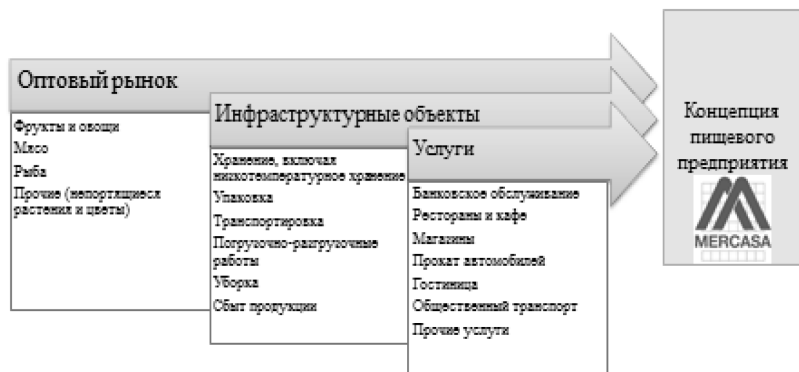 Оптовый рынок
Фрукты и овощи
Мясо
Рыба
Прочие (непортящиеся
растения и цветы)
Инфраструктурные объекты
Хранение, включая
низкотемпературное хранение
Упаковка
Транспортировка
Погрузочно-разгрузочные
работы
Уборка
Сбыт продукции
Услуги
Банковское обслуживание
Рестораны и кафе
Магазины
Прокат автомобилей
Гостиница
Общественный транспорт
Прочие услуги
Концепция
пищевого
предприятия
MERCASA